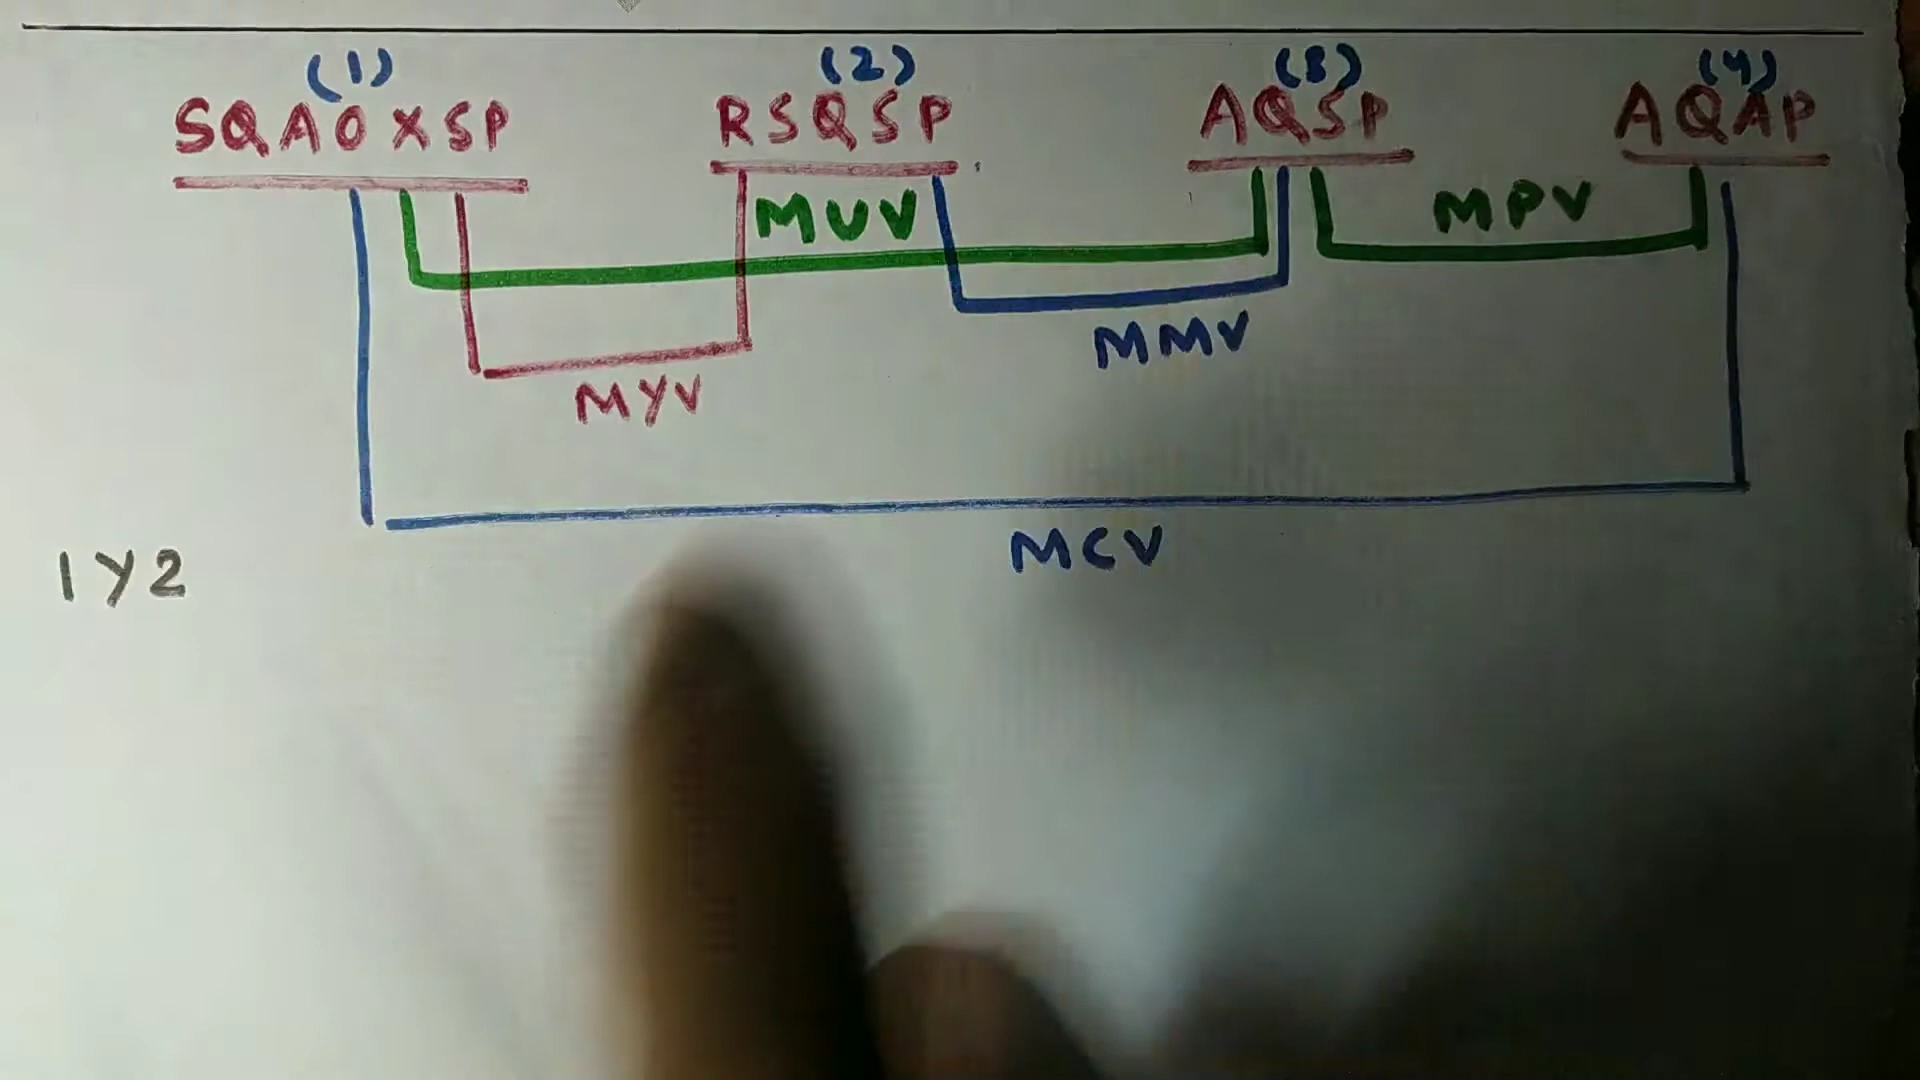 (1) (2) (3) (4)
SQAOXSP RSQSP AQSP AQAP
MUV MPV
MMV
MYV
MCV
1Y2